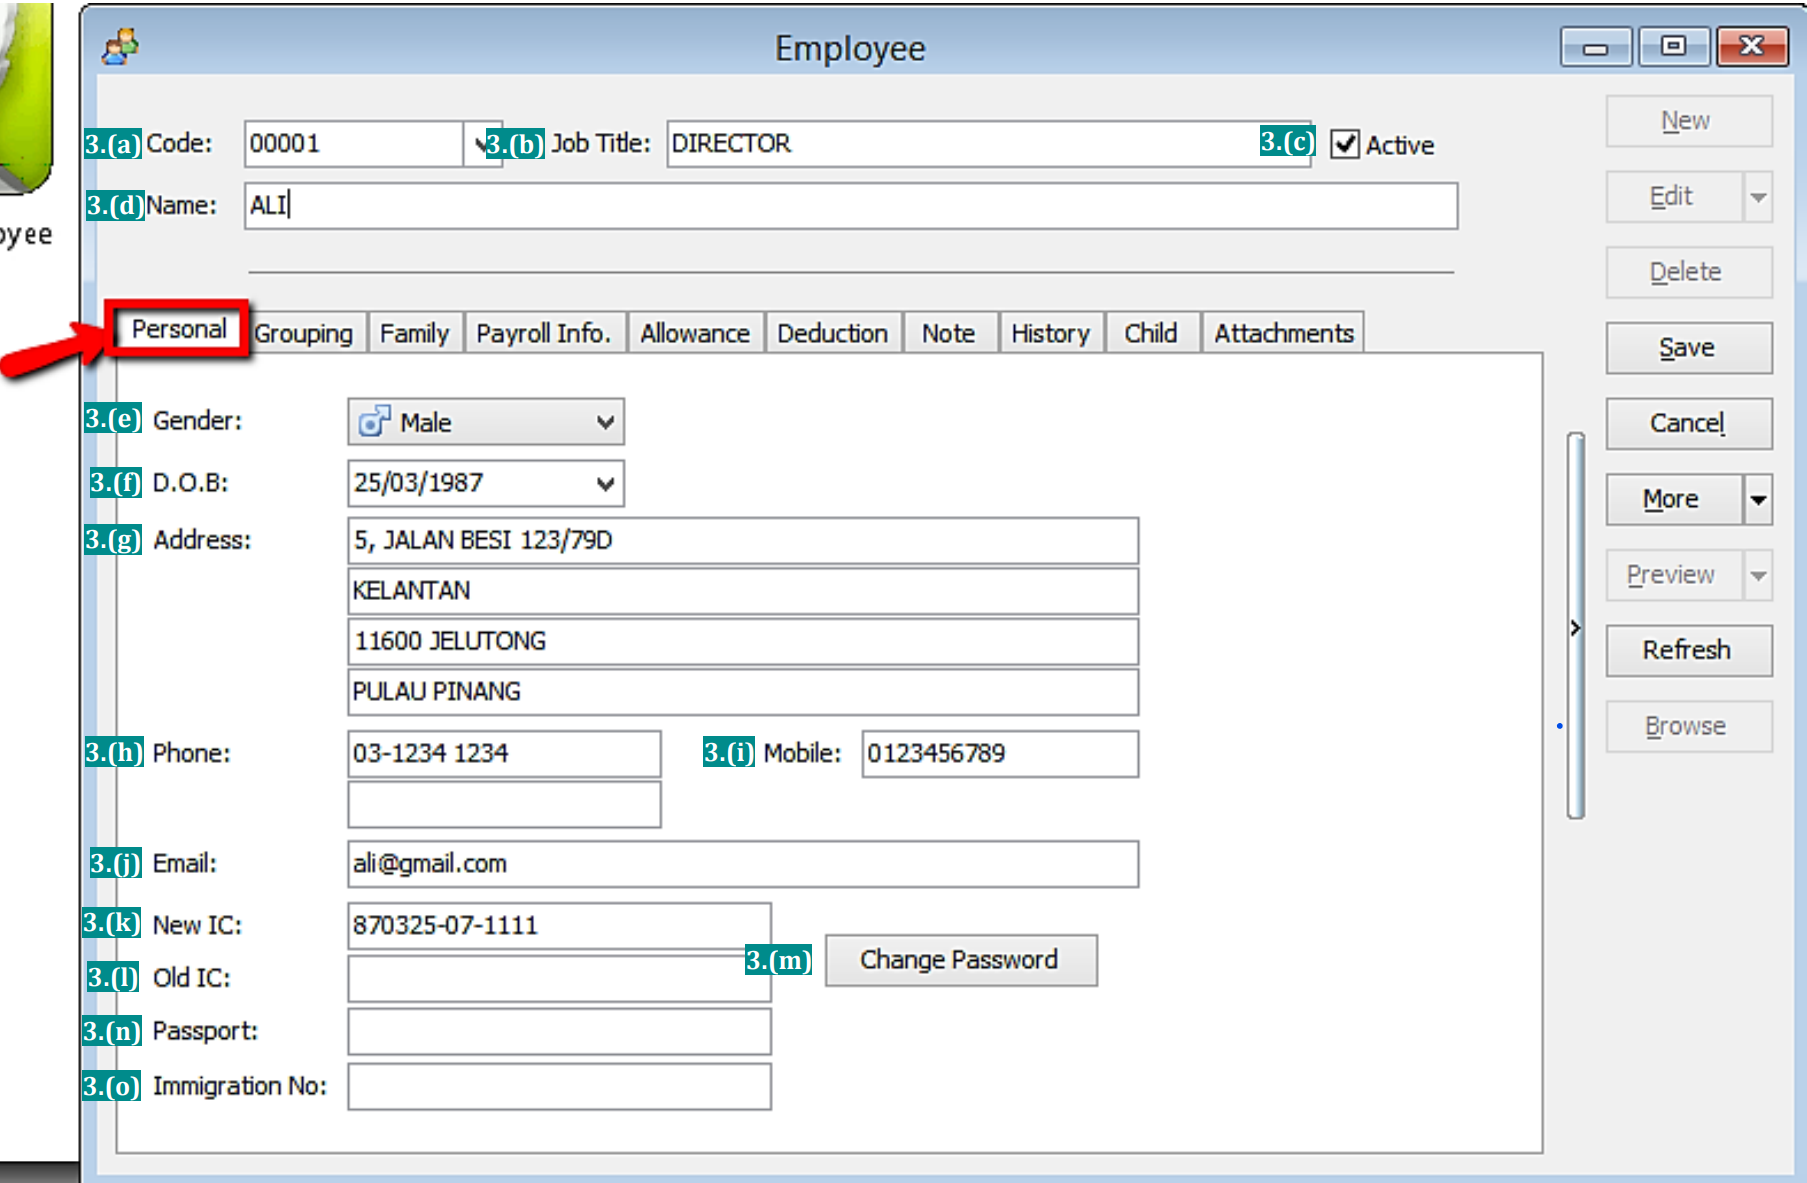 Employee
3.(a) Code: 00001 3.(b) Job Title: DIRECTOR 3.(c) Active
3.(d) Name: ALI
oyee
Personal Grouping Family Payroll Info. Allowance Deduction Note History Child Attachments
3.(e) Gender: Male
3.(f) D.O.B: 25/03/1987
3.(g) Address: 5, JALAN BESI 123/79D
KELANTAN
11600 JELUTONG
PULAU PINANG
3.(h) Phone: 03-1234 1234 3.(i) Mobile: 0123456789
3.(j) Email: ali@gmail.com
3.(k) New IC: 870325-07-1111
3.(l) Old IC:
3.(m) Change Password
3.(n) Passport:
3.(o) Immigration No:
New
Edit
Delete
Save
Cancel
More
Preview
Refresh
Browse